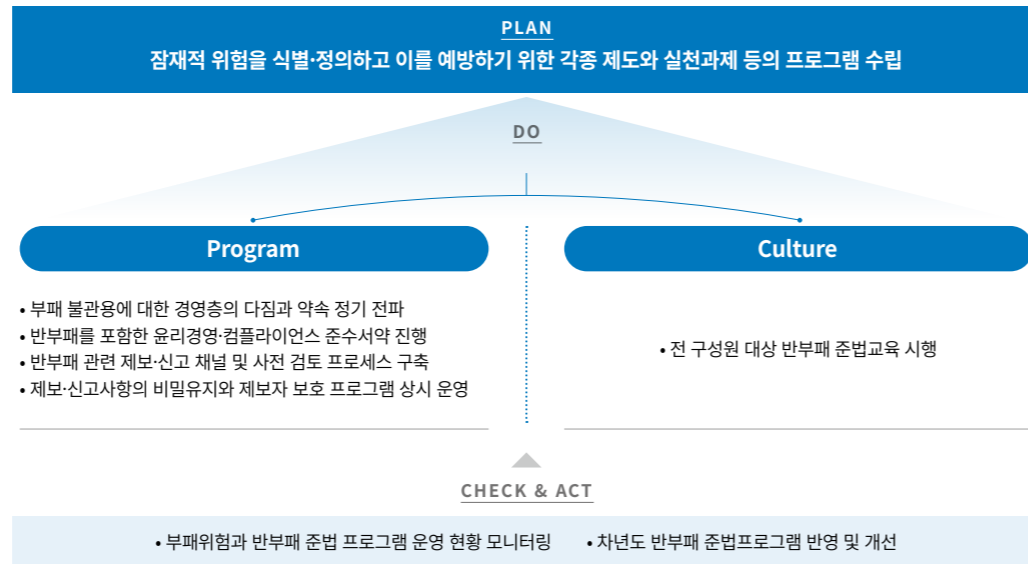 PLAN
잠재적 위험을 식별·정의하고 이를 예방하기 위한 각종 제도와 실천과제 등의 프로그램 수립
DO
Program
• 부패 불관용에 대한 경영층의 다짐과 약속 정기 전파
• 반부패를 포함한 윤리경영·컴플라이언스 준수서약 진행
• 반부패 관련 제보·신고 채널 및 사전 검토 프로세스 구축
• 제보·신고사항의 비밀유지와 제보자 보호 프로그램 상시 운영
Culture
• 전 구성원 대상 반부패 준법교육 시행
CHECK & ACT
• 부패위험과 반부패 준법 프로그램 운영 현황 모니터링 • 차년도 반부패 준법프로그램 반영 및 개선